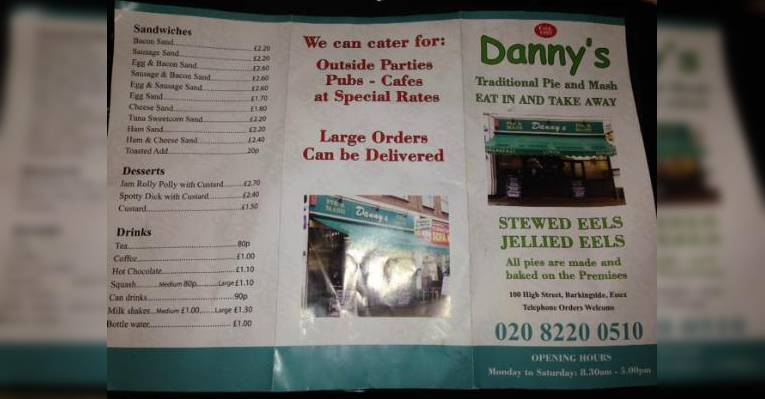 Sandwiches
Bacon Sand................£2.20
Sausage Sand................£2.20
Egg & Bacon Sand................£2.60
Sausage & Bacon Sand................£2.60
Egg & Sausage Sand................£2.60
Egg Sand................£1.70
Cheese Sand................£1.80
Tuna Sweetcorn Sand................£2.20
Ham Sand................£2.20
Ham & Cheese Sand................£2.40
Toasted Add................20p
Desserts
Jam Rolly Polly with Custard........£2.70
Spotty Dick with Custard........£2.40
Custard................£1.50
Drinks
Tea................80p
Coffee................£1.00
Hot Chocolate................£1.10
Squash........Medium 80p........Large £1.10
Can drinks................90p
Milk shakes...Medium £1.00......Large £1.30
Bottle water................£1.00
We can cater for:
Outside Parties
Pubs - Cafes
at Special Rates
Large Orders
Can be Delivered
PIE &
MASH
Danny's
Danny's
Traditional Pie and Mash
EAT IN AND TAKE AWAY
PIE &
MASH
Danny's
STEWED EELS
JELLIED EELS
All pies are made and
baked on the Premises
100 High Street, Barkingside, Essex
Telephone Orders Welcome
020 8220 0510
OPENING HOURS
Monday to Saturday: 8.30am - 5.00pm